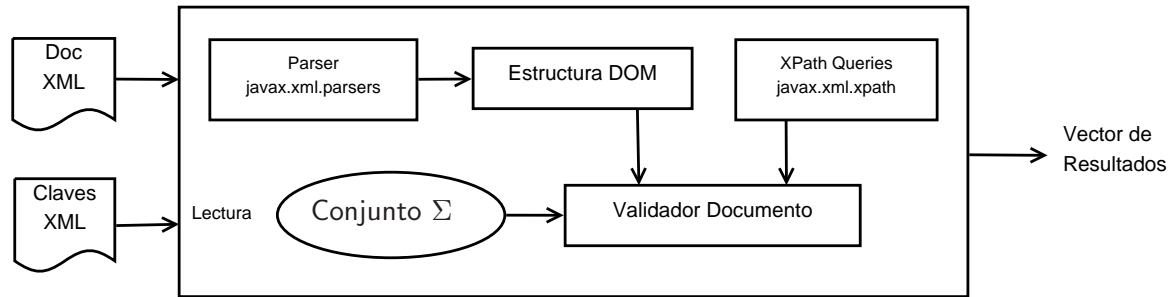 Doc
XML
Parser
javax.xml.parsers
Estructura DOM
XPath Queries
javax.xml.xpath
Vector de
Resultados
Claves
XML
Lectura
Conjunto Σ
Validador Documento